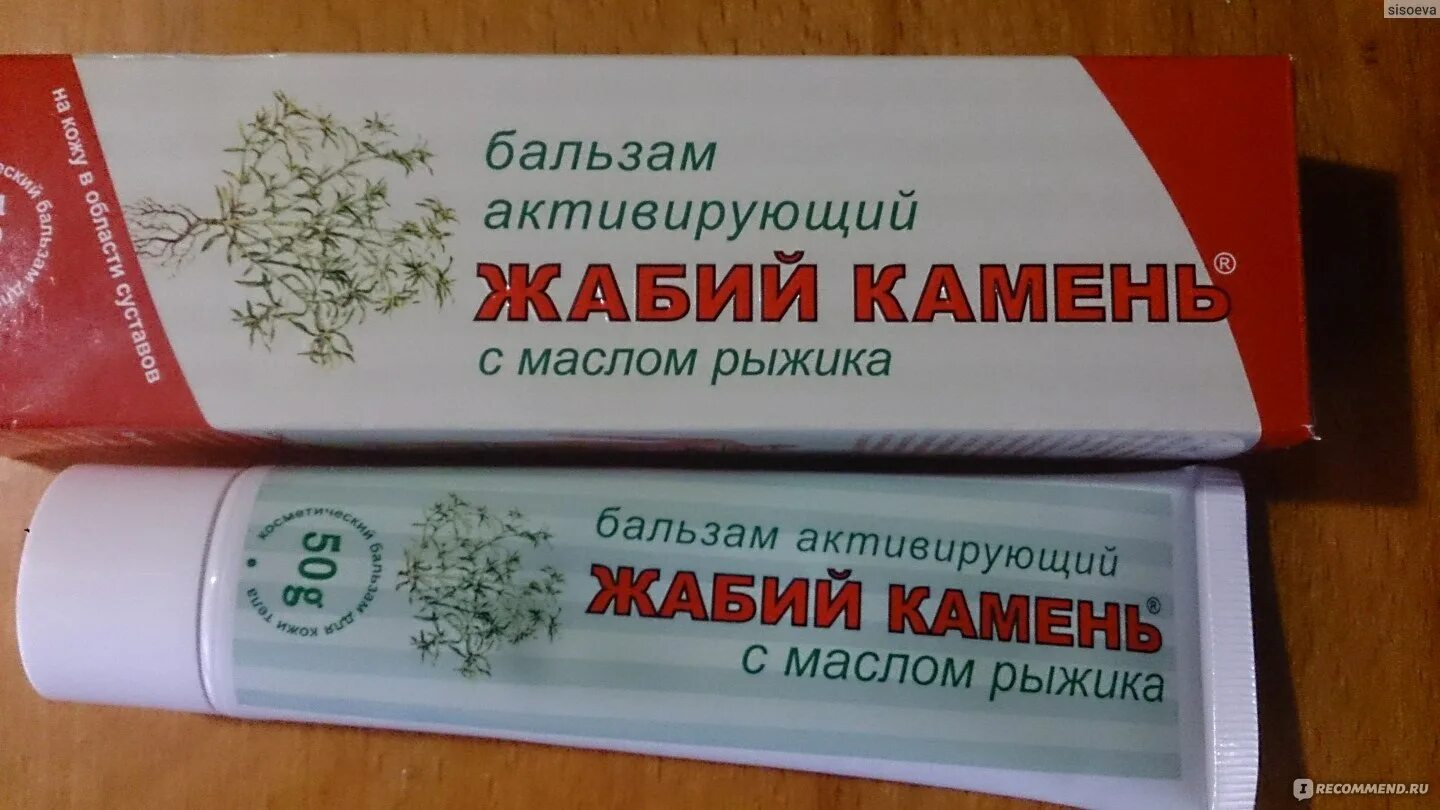 sisoeva
на кожу в области суставов
бальзам
активирующий
ЖАБИЙ КАМЕНЬ®
с маслом рыжика
косметический бальзам для кожи тела
50g
бальзам активирующий
ЖАБИЙ КАМЕНЬ®
с маслом рыжика
IRECOMMEND.RU